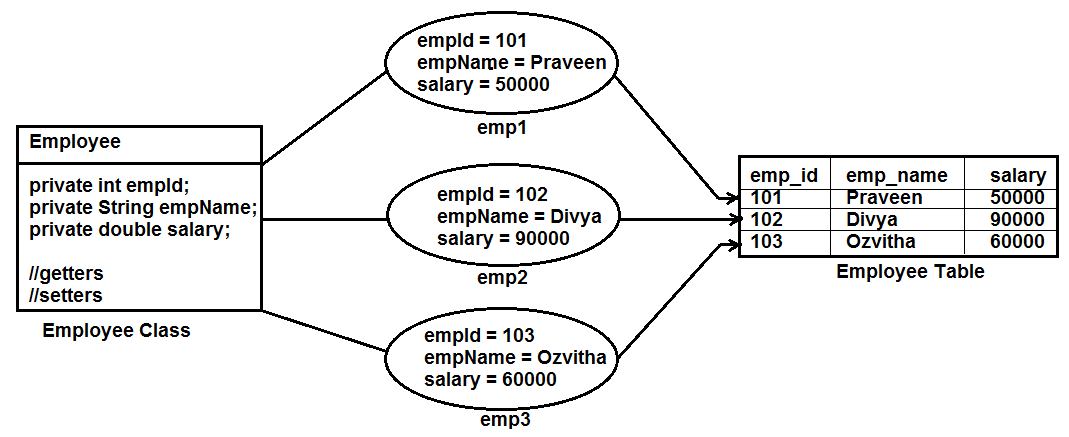 Employee
private int empId;
private String empName;
private double salary;
//getters
//setters
Employee Class
empId = 101
empName = Praveen
salary = 50000
emp1
empId = 102
empName = Divya
salary = 90000
emp2
empId = 103
empName = Ozvitha
salary = 60000
emp3
emp_id emp_name salary
101 Praveen 50000
102 Divya 90000
103 Ozvitha 60000
Employee Table